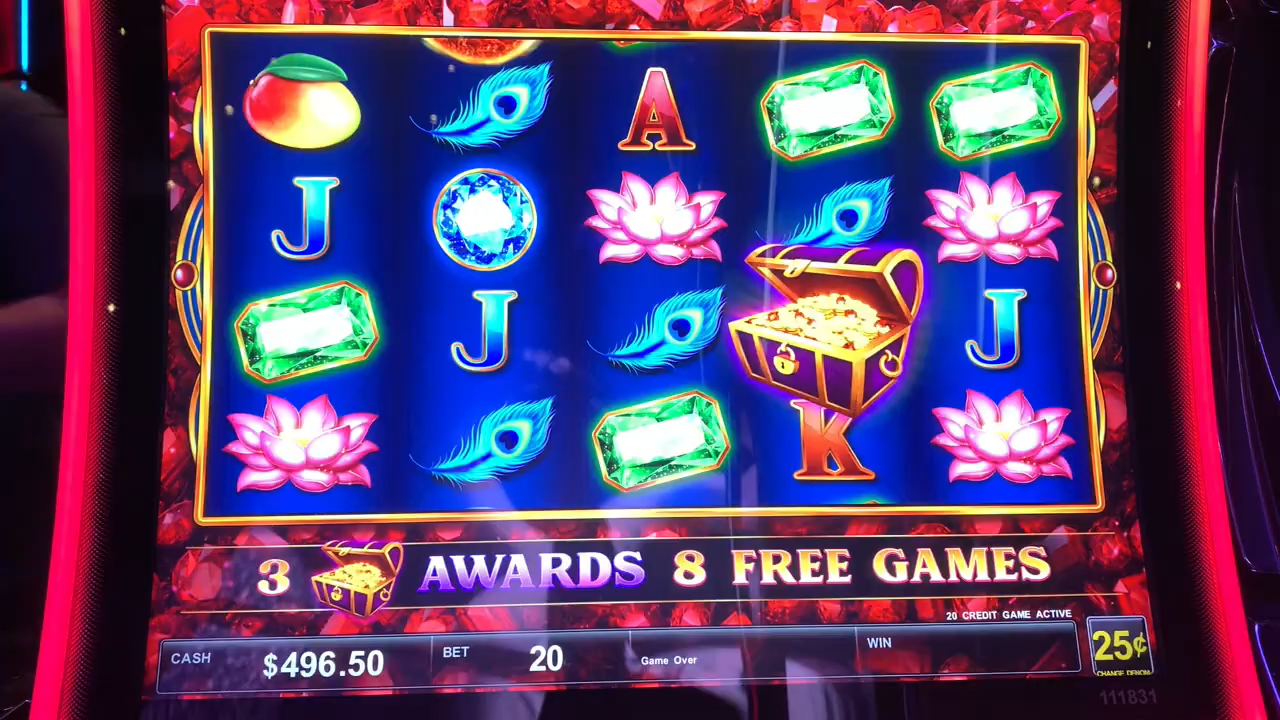 A
J
J
J
K
3 AWARDS 8 FREE GAMES
20 CREDIT GAME ACTIVE
CASH $496.50 BET 20 Game Over WIN 25¢
CHANGE DENOM
111831